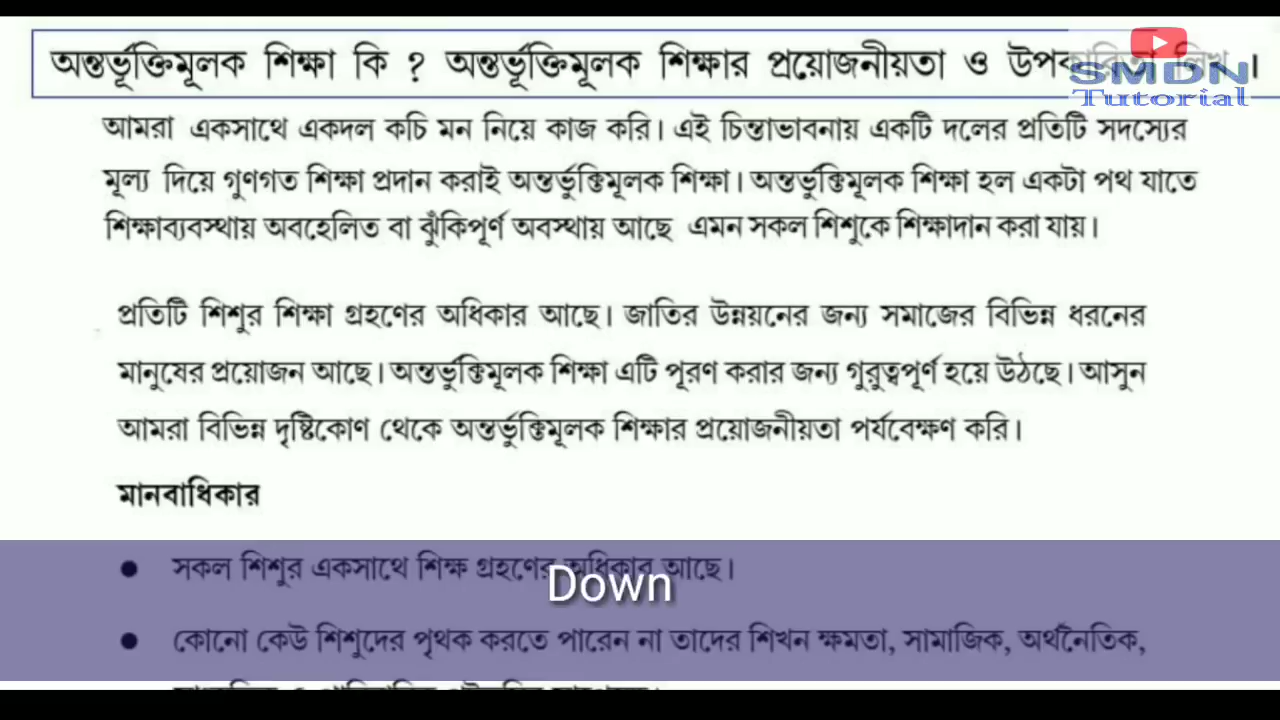 অন্তর্ভূক্তিমূলক শিক্ষা কি ? অন্তর্ভূক্তিমূলক শিক্ষার প্রয়োজনীয়তা ও উপকারিতা লিখ ।
SMDN
Tutorial
আমরা একসাথে একদল কচি মন নিয়ে কাজ করি। এই চিন্তাভাবনায় একটি দলের প্রতিটি সদস্যের
মূল্য দিয়ে গুণগত শিক্ষা প্রদান করাই অন্তর্ভুক্তিমূলক শিক্ষা। অন্তর্ভুক্তিমূলক শিক্ষা হল একটা পথ যাতে
শিক্ষাব্যবস্থায় অবহেলিত বা ঝুঁকিপূর্ণ অবস্থায় আছে এমন সকল শিশুকে শিক্ষাদান করা যায়।
প্রতিটি শিশুর শিক্ষা গ্রহণের অধিকার আছে। জাতির উন্নয়নের জন্য সমাজের বিভিন্ন ধরনের
মানুষের প্রয়োজন আছে। অন্তর্ভুক্তিমূলক শিক্ষা এটি পূরণ করার জন্য গুরুত্বপূর্ণ হয়ে উঠছে। আসুন
আমরা বিভিন্ন দৃষ্টিকোণ থেকে অন্তর্ভুক্তিমূলক শিক্ষার প্রয়োজনীয়তা পর্যবেক্ষণ করি।
মানবাধিকার
● সকল শিশুর একসাথে শিক্ষ গ্রহণের অধিকার আছে।
Down
● কোনো কেউ শিশুদের পৃথক করতে পারেন না তাদের শিখন ক্ষমতা, সামাজিক, অর্থনৈতিক,